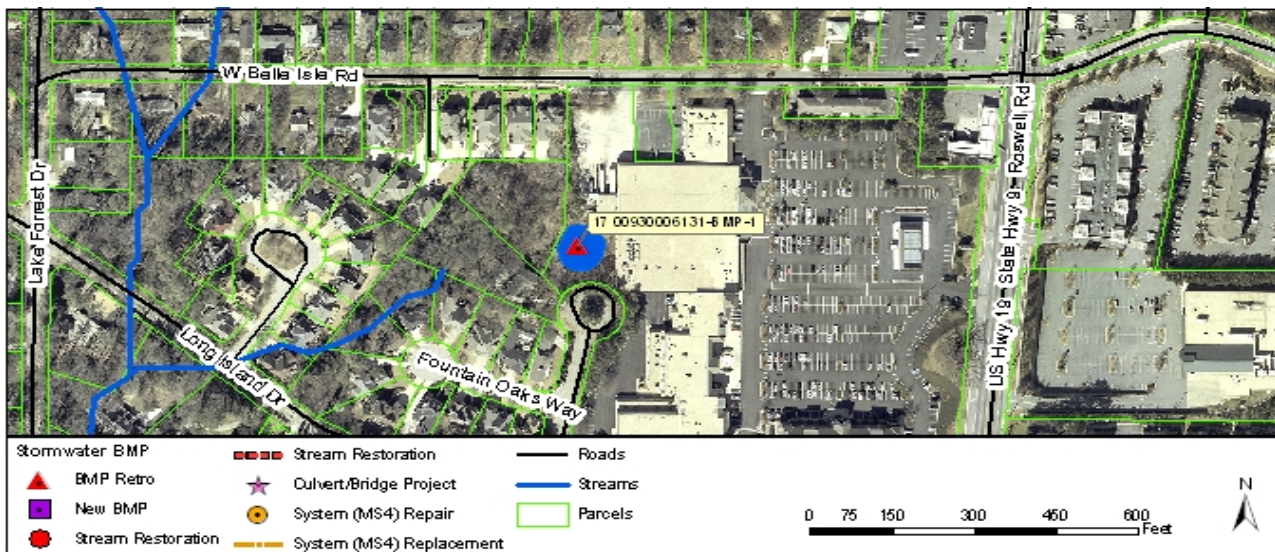 W Belle Isle Rd
Lake Forrest Dr
17 00930006131-BMP-1
Long Island Dr
Fountain Oaks Way
US Hwy 19 State Hwy 9 Roswell Rd
Stormwater BMP
BMP Retro
New BMP
Stream Restoration
Stream Restoration
Culvert/Bridge Project
System (MS4) Repair
System (MS4) Replacement
Roads
Streams
Parcels
N
0 75 150 300 450 600
Feet